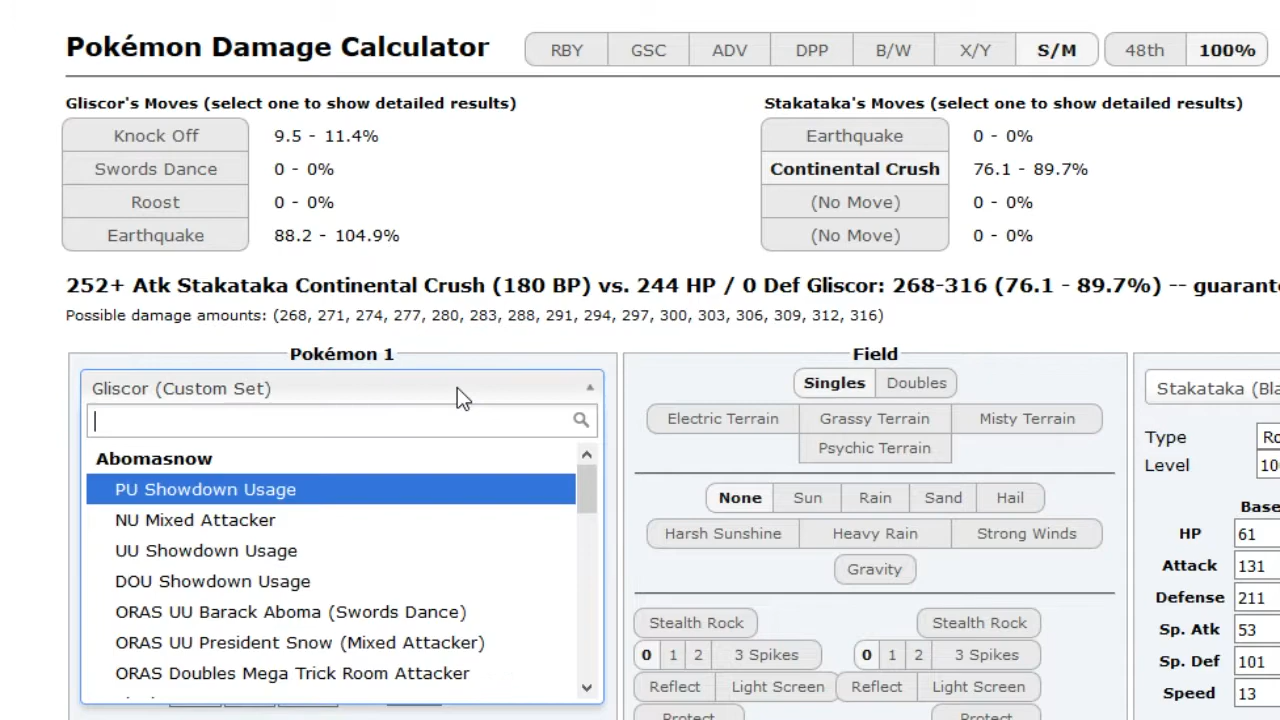 Pokémon Damage Calculator
RBY GSC ADV DPP B/W X/Y S/M 48th 100%
Gliscor's Moves (select one to show detailed results)
Knock Off 9.5 - 11.4%
Swords Dance 0 - 0%
Roost 0 - 0%
Earthquake 88.2 - 104.9%
Stakataka's Moves (select one to show detailed results)
Earthquake 0 - 0%
Continental Crush 76.1 - 89.7%
(No Move) 0 - 0%
(No Move) 0 - 0%
252+ Atk Stakataka Continental Crush (180 BP) vs. 244 HP / 0 Def Gliscor: 268-316 (76.1 - 89.7%) -- guarant
Possible damage amounts: (268, 271, 274, 277, 280, 283, 288, 291, 294, 297, 300, 303, 306, 309, 312, 316)
Pokémon 1
Gliscor (Custom Set)
Abomasnow
PU Showdown Usage
NU Mixed Attacker
UU Showdown Usage
DOU Showdown Usage
ORAS UU Barack Aboma (Swords Dance)
ORAS UU President Snow (Mixed Attacker)
ORAS Doubles Mega Trick Room Attacker
Field
Singles Doubles
Electric Terrain Grassy Terrain Misty Terrain
Psychic Terrain
None Sun Rain Sand Hail
Harsh Sunshine Heavy Rain Strong Winds
Gravity
Stealth Rock Stealth Rock
0 1 2 3 Spikes 0 1 2 3 Spikes
Reflect Light Screen Reflect Light Screen
Protect Protect
Stakataka (Bla
Type Ro
Level 10
Base
HP 61
Attack 131
Defense 211
Sp. Atk 53
Sp. Def 101
Speed 13